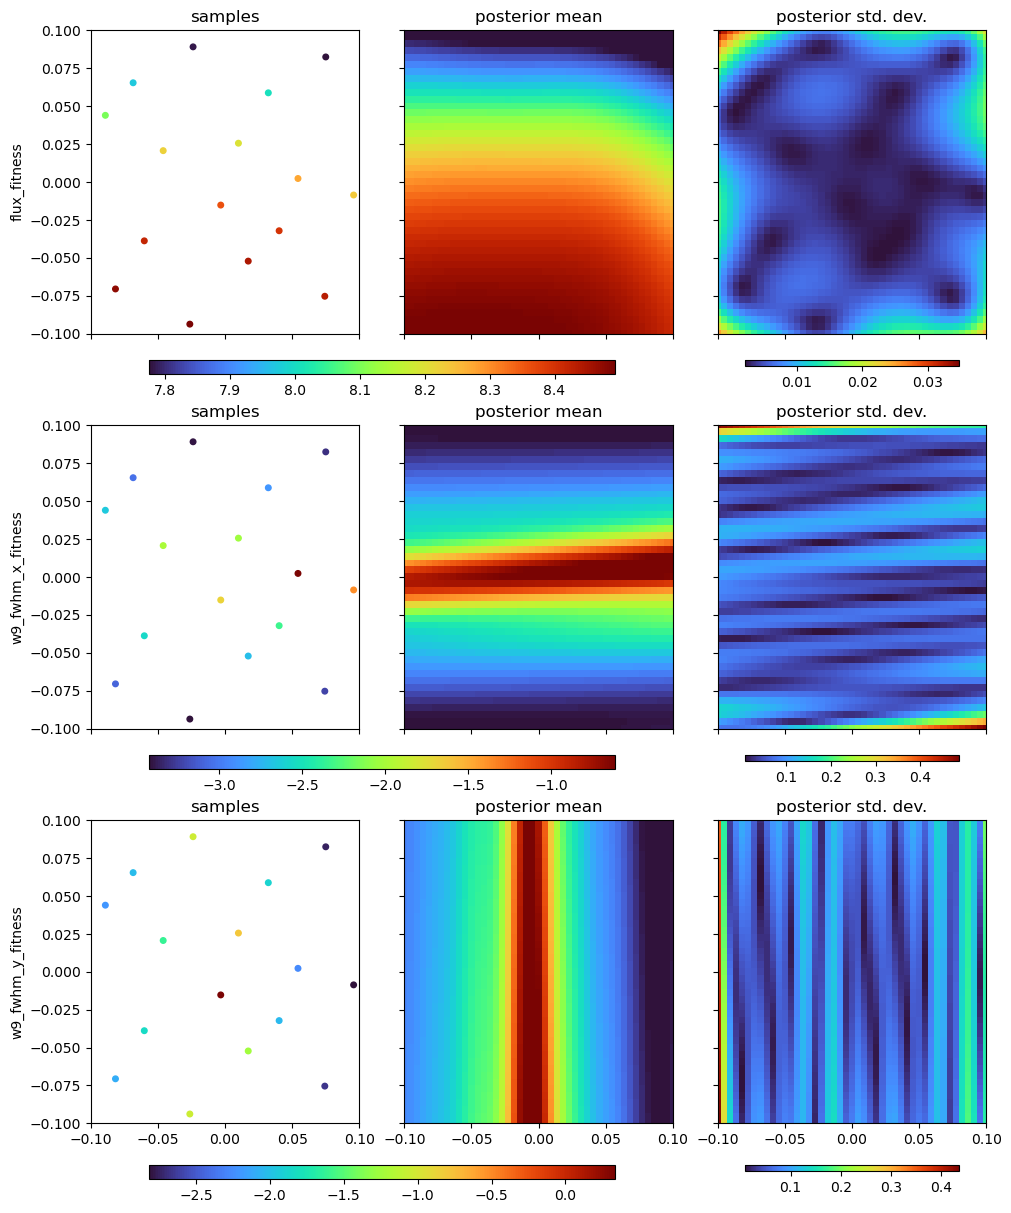 samples posterior mean posterior std. dev.
flux_fitness
0.100
0.075
0.050
0.025
0.000
−0.025
−0.050
−0.075
−0.100
7.8 7.9 8.0 8.1 8.2 8.3 8.4
0.01 0.02 0.03
samples posterior mean posterior std. dev.
w9_fwhm_x_fitness
0.100
0.075
0.050
0.025
0.000
−0.025
−0.050
−0.075
−0.100
−3.0 −2.5 −2.0 −1.5 −1.0
0.1 0.2 0.3 0.4
samples posterior mean posterior std. dev.
w9_fwhm_y_fitness
0.100
0.075
0.050
0.025
0.000
−0.025
−0.050
−0.075
−0.100
−0.10 −0.05 0.00 0.05 0.10 −0.10 −0.05 0.00 0.05 0.10 −0.10 −0.05 0.00 0.05 0.10
−2.5 −2.0 −1.5 −1.0 −0.5 0.0
0.1 0.2 0.3 0.4